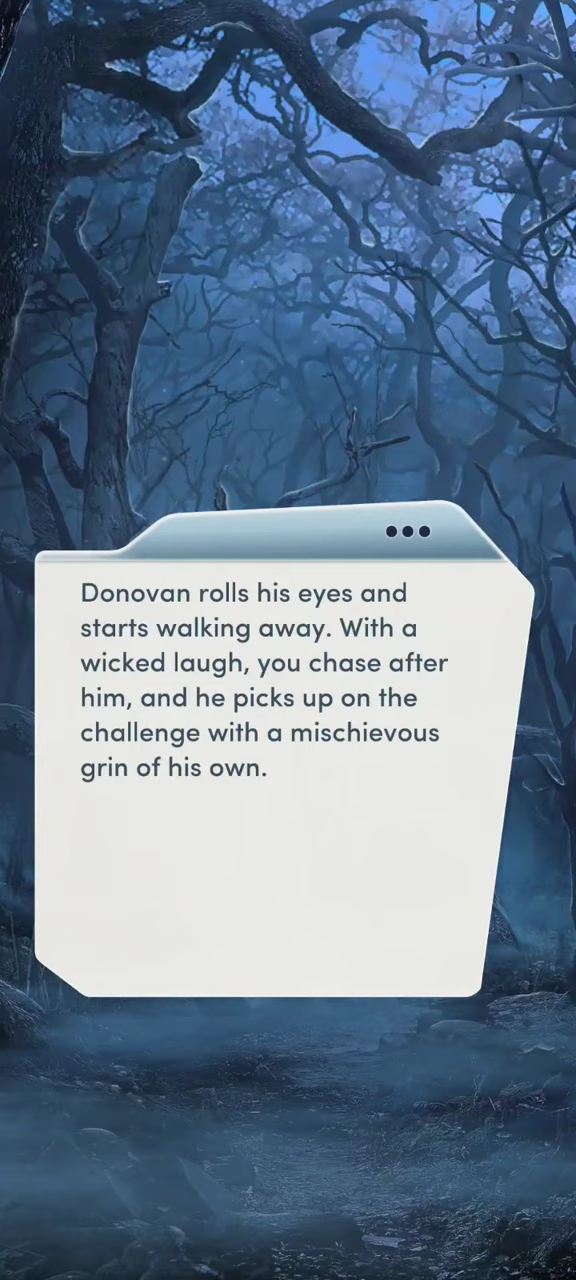 Donovan rolls his eyes and
starts walking away. With a
wicked laugh, you chase after
him, and he picks up on the
challenge with a mischievous
grin of his own.